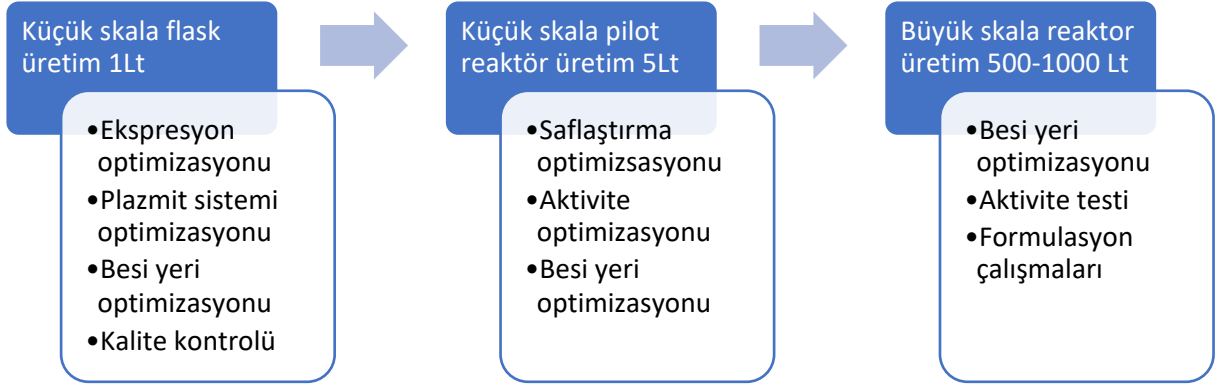 Küçük skala flask
üretim 1Lt
•Ekspresyon
optimizasyonu
•Plazmit sistemi
optimizasyonu
•Besi yeri
optimizasyonu
•Kalite kontrolü
Küçük skala pilot
reaktör üretim 5Lt
•Saflaştırma
optimizsasyonu
•Aktivite
optimizasyonu
•Besi yeri
optimizasyonu
Büyük skala reaktor
üretim 500-1000 Lt
•Besi yeri
optimizasyonu
•Aktivite testi
•Formulasyon
çalışmaları